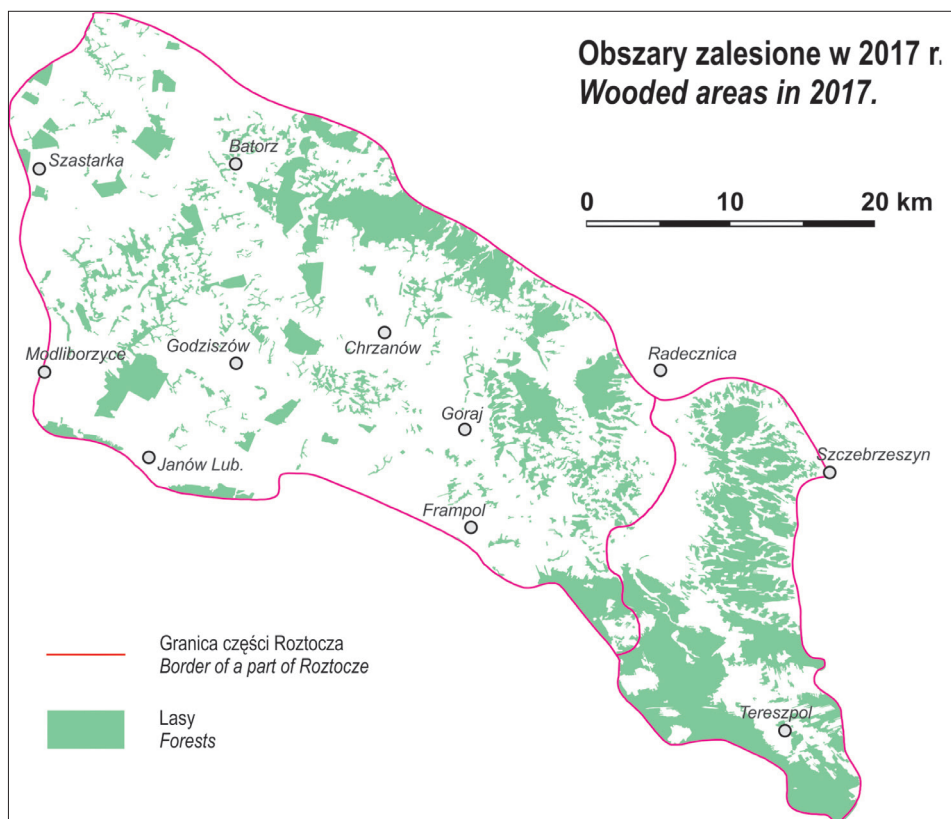 Obszary zalesione w 2017 r.
Wooded areas in 2017.
0 10 20 km
Szastarka
Batorz
Modliborzyce
Godziszów
Chrzanów
Radecznica
Goraj
Janów Lub.
Szczebrzeszyn
Frampol
Tereszpol
Granica części Roztocza
Border of a part of Roztocze
Lasy
Forests